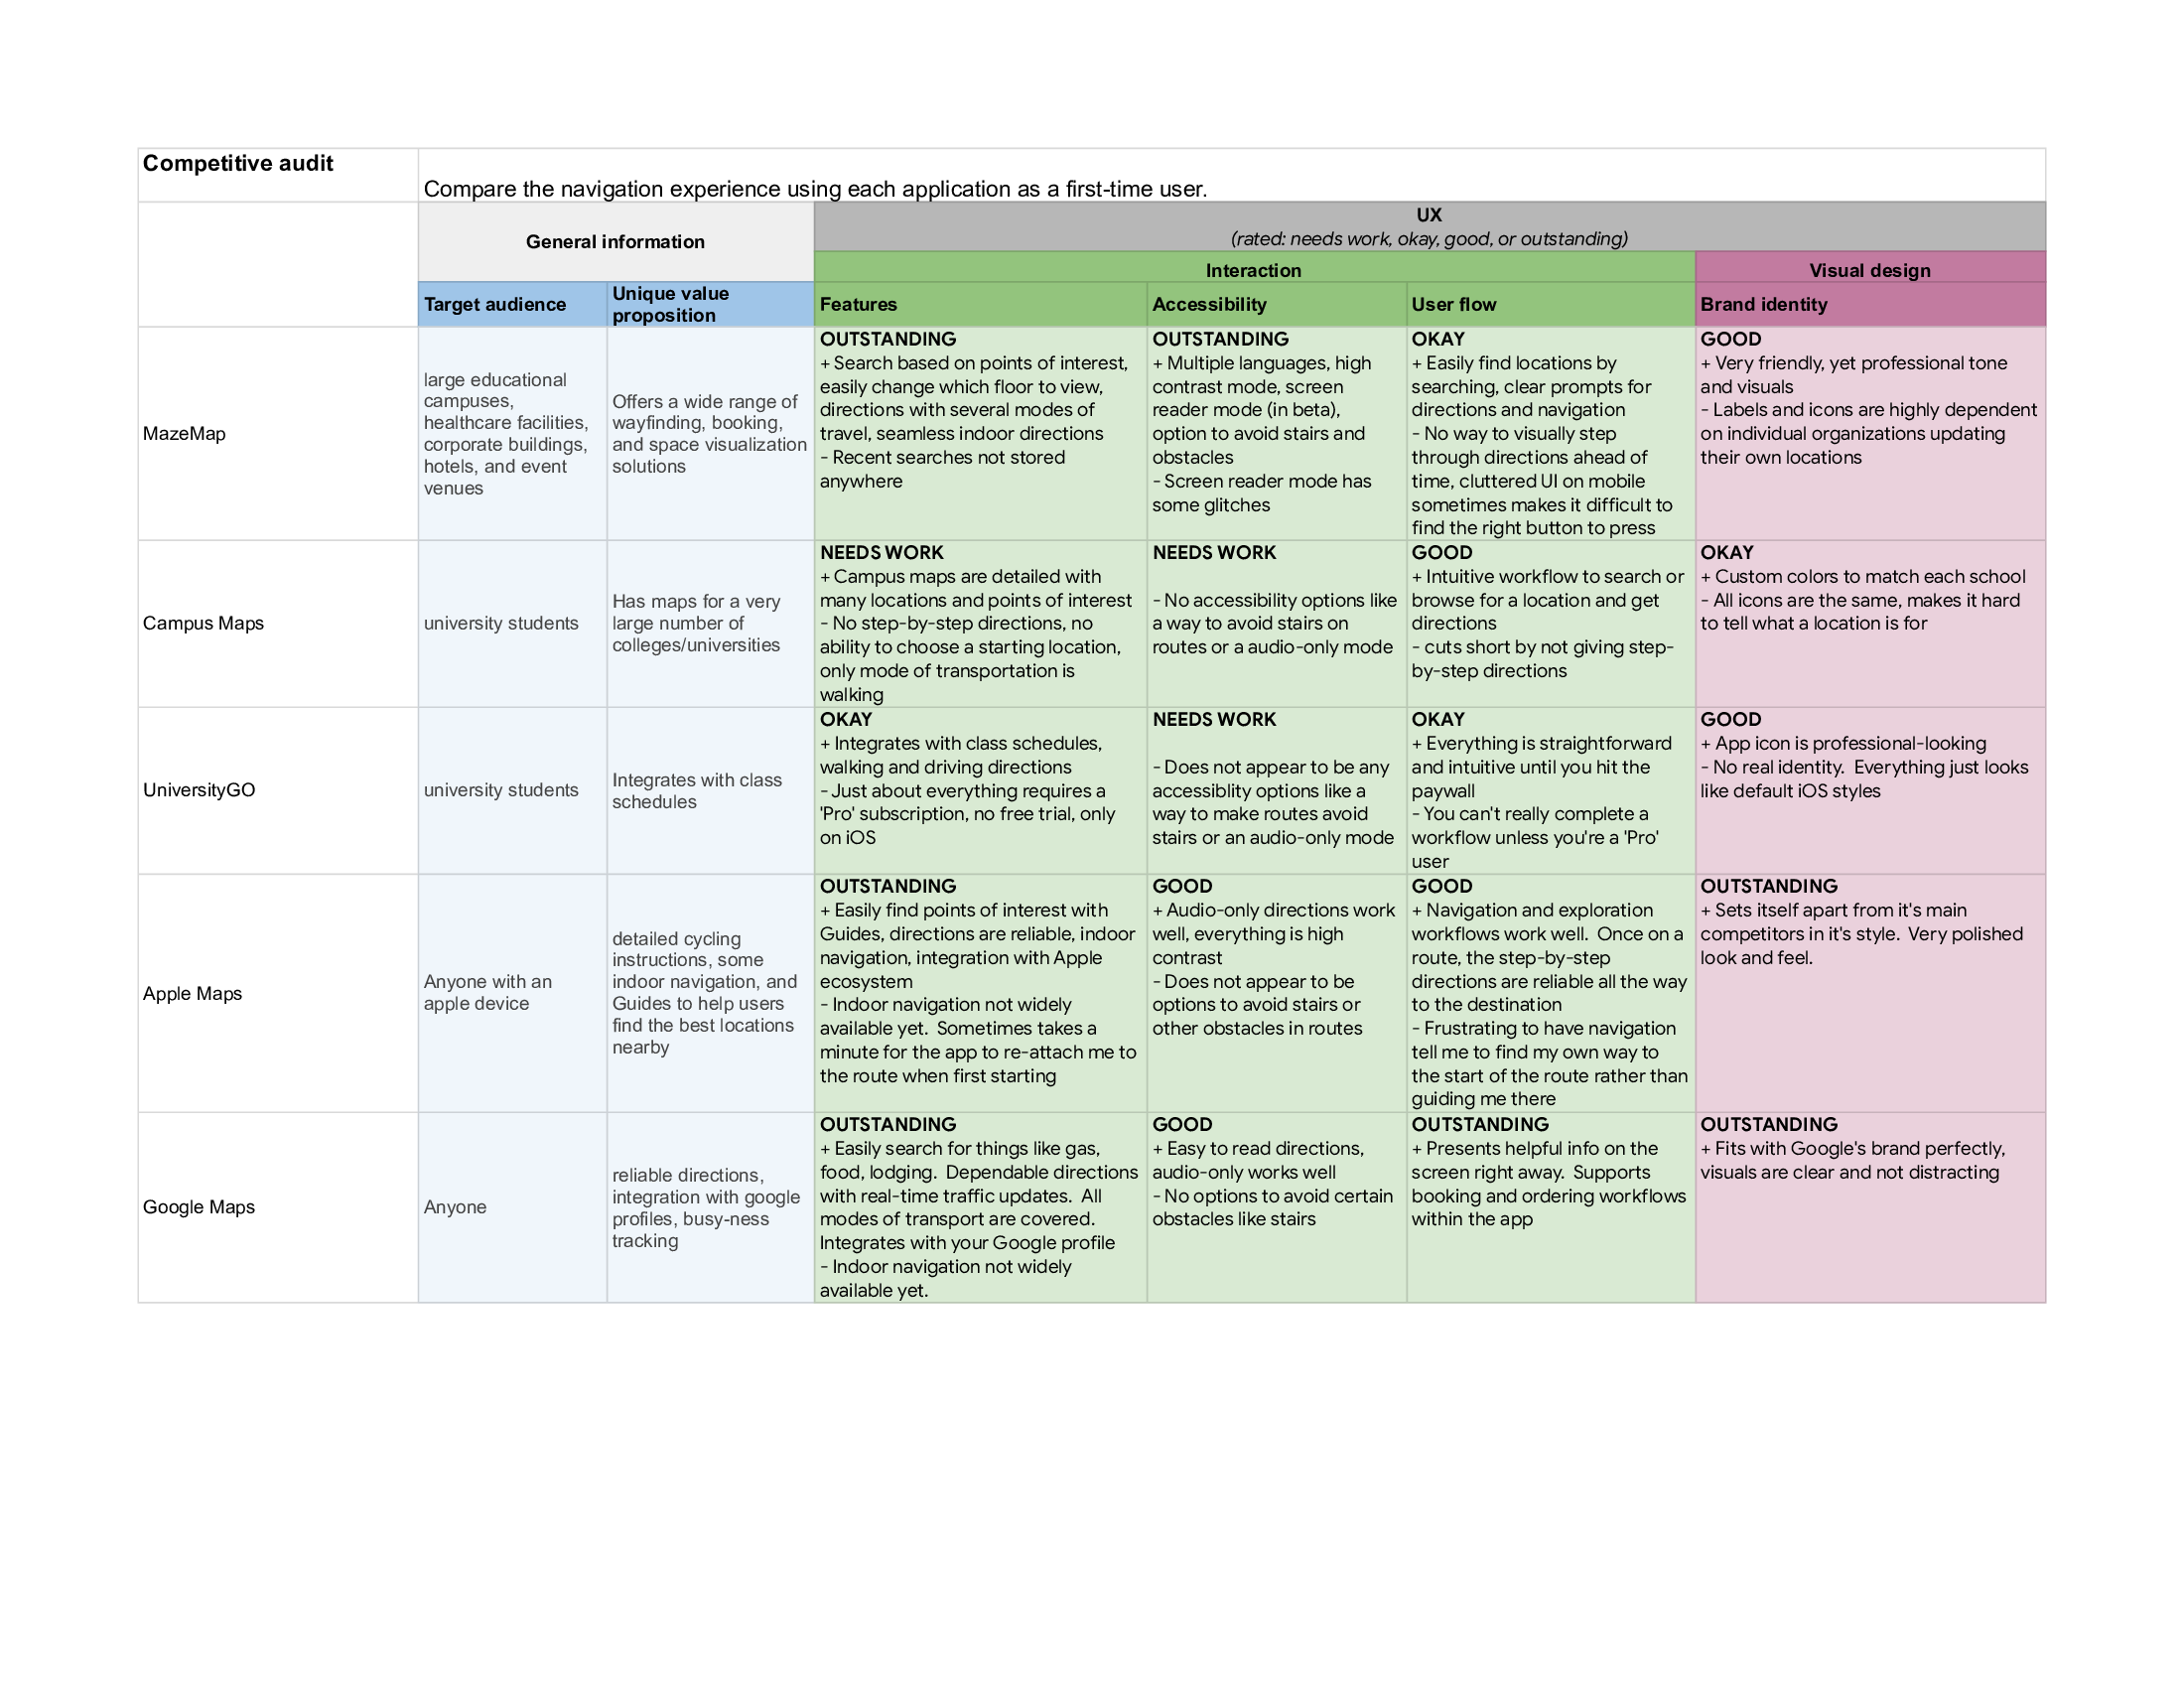 Competitive audit
Compare the navigation experience using each application as a first-time user.
General information
UX
(rated: needs work, okay, good, or outstanding)
Interaction
Visual design
Target audience
Unique value
proposition
Features
Accessibility
User flow
Brand identity
MazeMap
large educational
campuses,
healthcare facilities,
corporate buildings,
hotels, and event
venues
Offers a wide range of
wayfinding, booking,
and space visualization
solutions
OUTSTANDING
+ Search based on points of interest,
easily change which floor to view,
directions with several modes of
travel, seamless indoor directions
- Recent searches not stored
anywhere
OUTSTANDING
+ Multiple languages, high
contrast mode, screen
reader mode (in beta),
option to avoid stairs and
obstacles
- Screen reader mode has
some glitches
OKAY
+ Easily find locations by
searching, clear prompts for
directions and navigation
- No way to visually step
through directions ahead of
time, cluttered UI on mobile
sometimes makes it difficult to
find the right button to press
GOOD
+ Very friendly, yet professional tone
and visuals
- Labels and icons are highly dependent
on individual organizations updating
their own locations
Campus Maps
university students
Has maps for a very
large number of
colleges/universities
NEEDS WORK
+ Campus maps are detailed with
many locations and points of interest
- No step-by-step directions, no
ability to choose a starting location,
only mode of transportation is
walking
NEEDS WORK
- No accessibility options like
a way to avoid stairs on
routes or a audio-only mode
GOOD
+ Intuitive workflow to search or
browse for a location and get
directions
- cuts short by not giving step-
by-step directions
OKAY
+ Custom colors to match each school
- All icons are the same, makes it hard
to tell what a location is for
UniversityGO
university students
Integrates with class
schedules
OKAY
+ Integrates with class schedules,
walking and driving directions
- Just about everything requires a
'Pro' subscription, no free trial, only
on iOS
NEEDS WORK
- Does not appear to be any
accessiblity options like a
way to make routes avoid
stairs or an audio-only mode
OKAY
+ Everything is straightforward
and intuitive until you hit the
paywall
- You can't really complete a
workflow unless you're a 'Pro'
user
GOOD
+ App icon is professional-looking
- No real identity.  Everything just looks
like default iOS styles
Apple Maps
Anyone with an
apple device
detailed cycling
instructions, some
indoor navigation, and
Guides to help users
find the best locations
nearby
OUTSTANDING
+ Easily find points of interest with
Guides, directions are reliable, indoor
navigation, integration with Apple
ecosystem
- Indoor navigation not widely
available yet.  Sometimes takes a
minute for the app to re-attach me to
the route when first starting
GOOD
+ Audio-only directions work
well, everything is high
contrast
- Does not appear to be
options to avoid stairs or
other obstacles in routes
GOOD
+ Navigation and exploration
workflows work well.  Once on a
route, the step-by-step
directions are reliable all the way
to the destination
- Frustrating to have navigation
tell me to find my own way to
the start of the route rather than
guiding me there
OUTSTANDING
+ Sets itself apart from it's main
competitors in it's style.  Very polished
look and feel.
Google Maps
Anyone
reliable directions,
integration with google
profiles, busy-ness
tracking
OUTSTANDING
+ Easily search for things like gas,
food, lodging.  Dependable directions
with real-time traffic updates.  All
modes of transport are covered.
Integrates with your Google profile
- Indoor navigation not widely
available yet.
GOOD
+ Easy to read directions,
audio-only works well
- No options to avoid certain
obstacles like stairs
OUTSTANDING
+ Presents helpful info on the
screen right away.  Supports
booking and ordering workflows
within the app
OUTSTANDING
+ Fits with Google's brand perfectly,
visuals are clear and not distracting